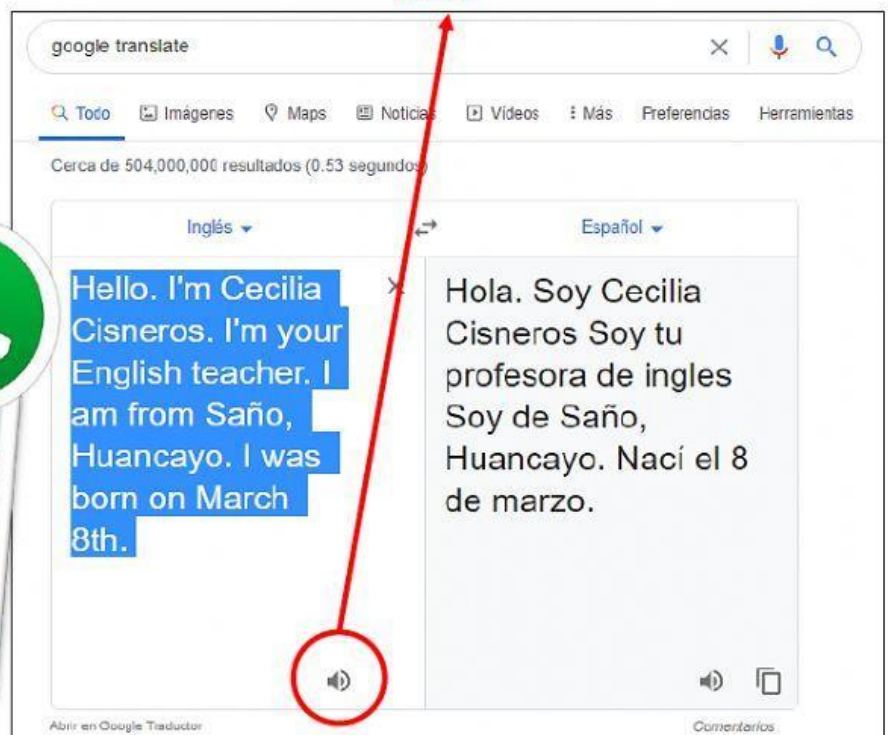 google translate
Todo Imágenes Maps Noticias Vídeos Más Preferencias Herramientas
Cerca de 504,000,000 resultados (0.53 segundos)
Inglés Español
Hello. I'm Cecilia
Cisneros. I'm your
English teacher. I
am from Saño,
Huancayo. I was
born on March
8th.
Hola. Soy Cecilia
Cisneros Soy tu
profesora de ingles
Soy de Saño,
Huancayo. Nací el 8
de marzo.
Abrir en Google Traductor Comentarios